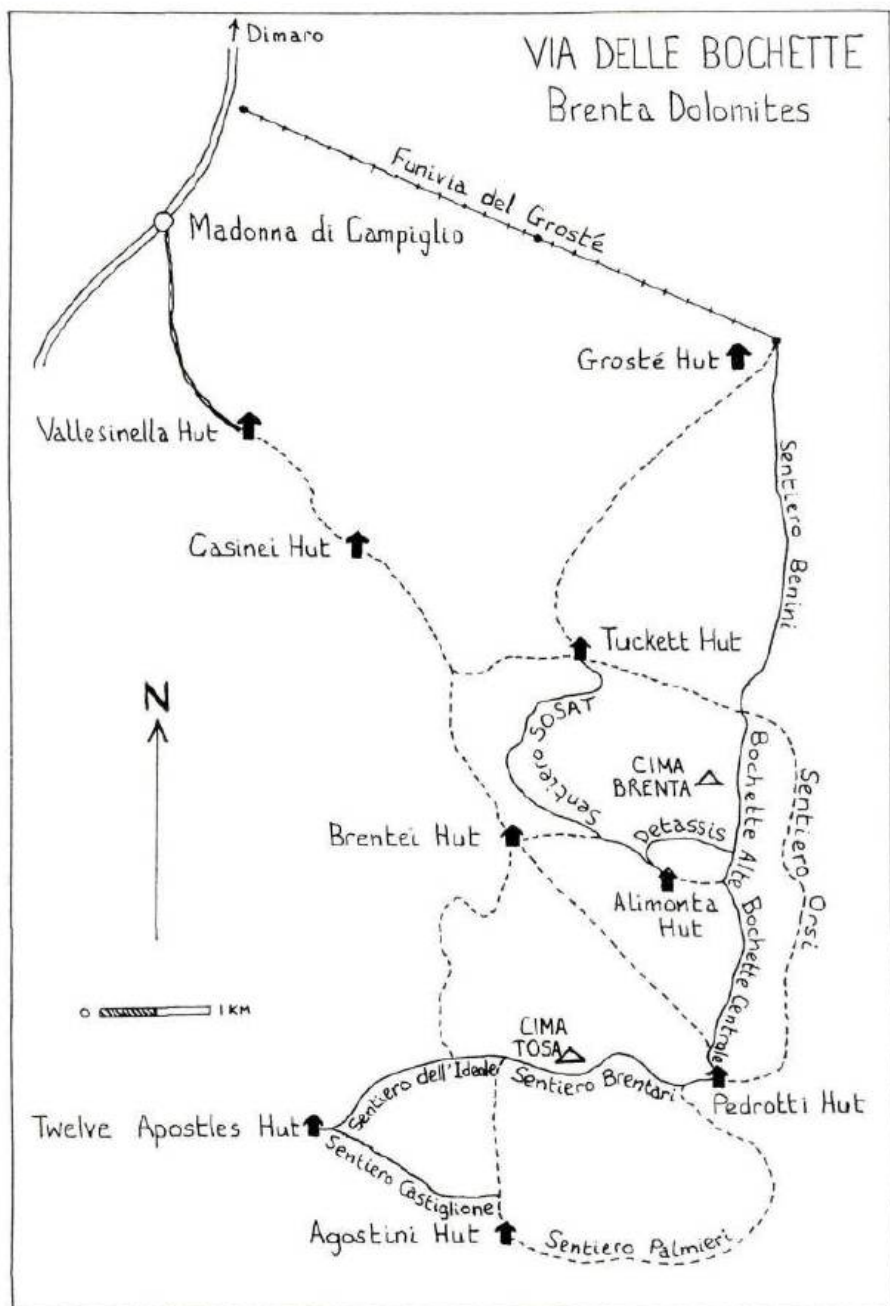 Dimaro
VIA DELLE BOCHETTE
Brenta Dolomites
Funivia del Grosté
Madonna di Campiglio
Grosté Hut
Vallesinella Hut
Sentiero Benini
Casinei Hut
Tuckett Hut
N
Sentiero SOSAT
CIMA
BRENTA
Bochette Alte
Sentiero Orsi
Detassis
Brentei Hut
Alimonta
Hut
Bochette Centrale
0 1 KM
CIMA
TOSA
Sentiero dell'Ideale
Sentiero Brentari
Pedrotti Hut
Twelve Apostles Hut
Sentiero Castiglione
Agostini Hut
Sentiero Palmieri